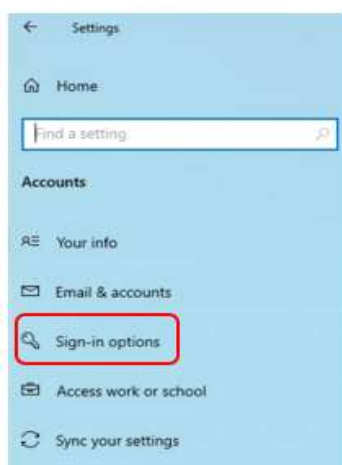 Settings
Home
Find a setting
Accounts
Your info
Email & accounts
Sign-in options
Access work or school
Sync your settings